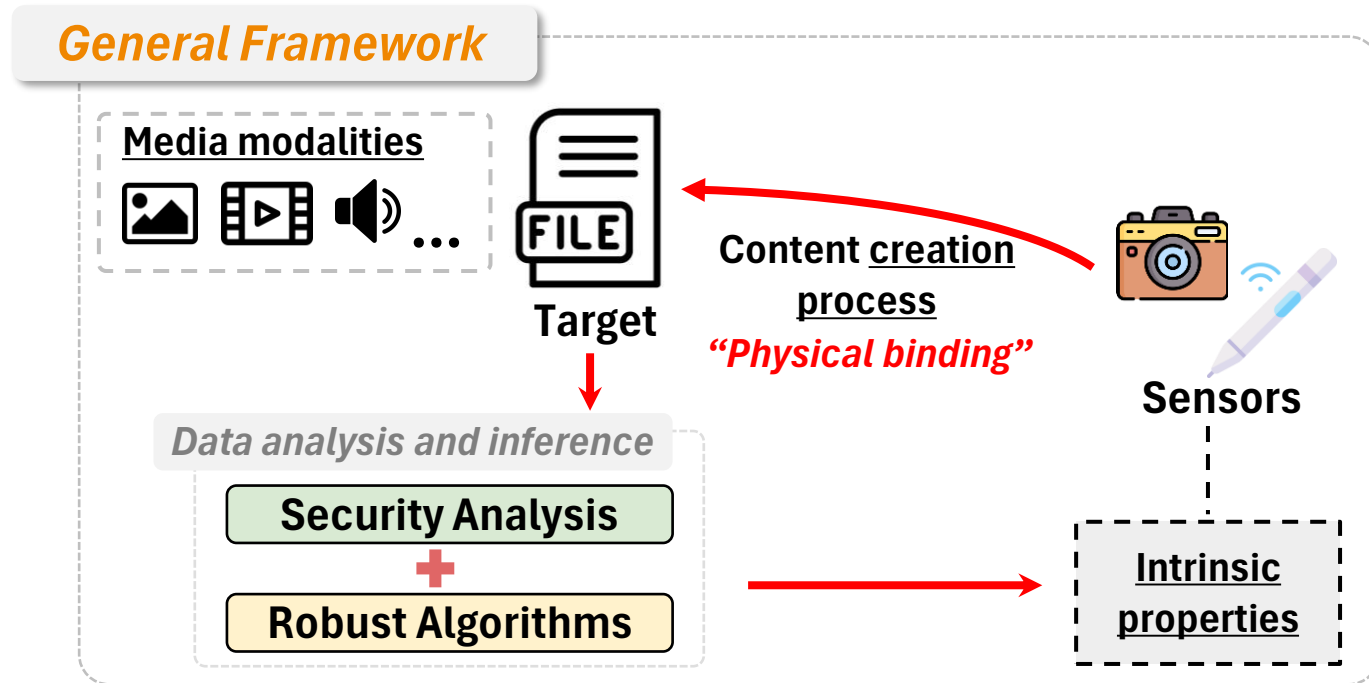 General Framework
Media modalities
...
FILE
Target
Content creation
process
“Physical binding”
Sensors
Data analysis and inference
Security Analysis
+
Robust Algorithms
Intrinsic
properties